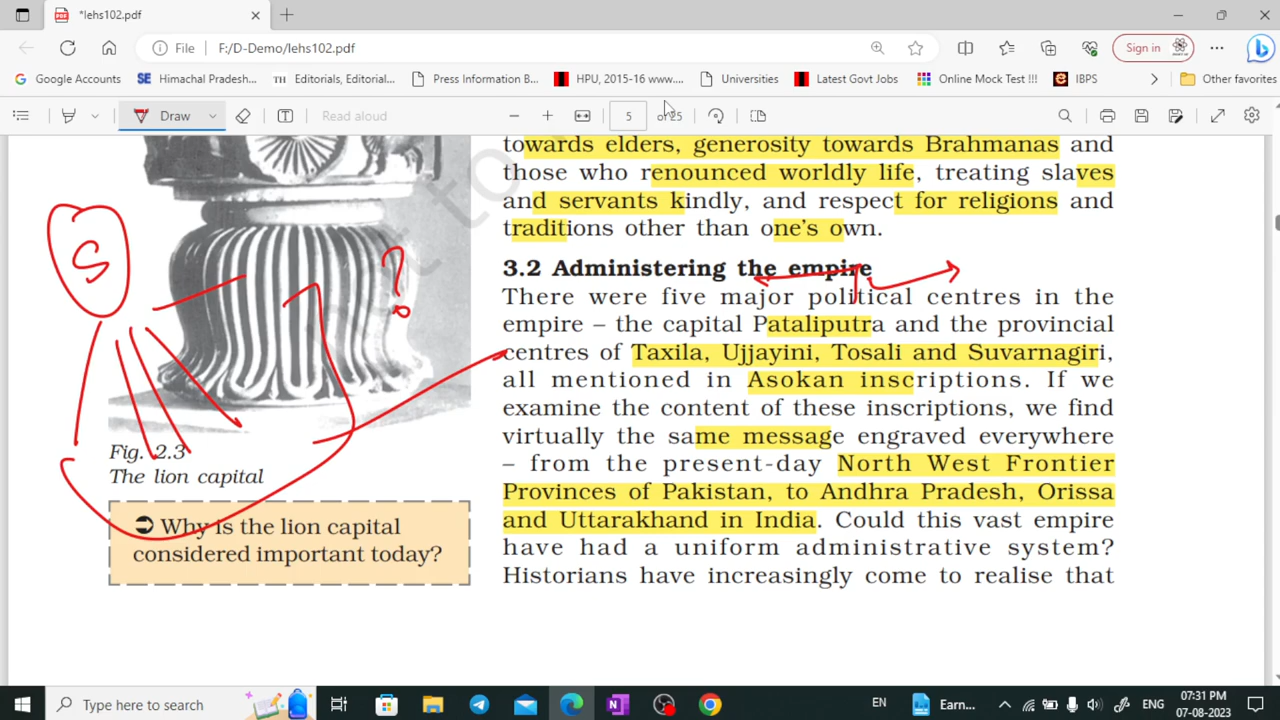 *lehs102.pdf
File F:/D-Demo/lehs102.pdf
Sign in
Google Accounts SE Himachal Pradesh... TH Editorials, Editorial... Press Information B... HPU, 2015-16 www.... Universities Latest Govt Jobs Online Mock Test !!! IBPS Other favorites
Draw Read aloud 5 of 25
towards elders, generosity towards Brahmanas and
those who renounced worldly life, treating slaves
and servants kindly, and respect for religions and
traditions other than one's own.
3.2 Administering the empire
There were five major political centres in the
empire – the capital Pataliputra and the provincial
centres of Taxila, Ujjayini, Tosali and Suvarnagiri,
all mentioned in Asokan inscriptions. If we
examine the content of these inscriptions, we find
virtually the same message engraved everywhere
– from the present-day North West Frontier
Provinces of Pakistan, to Andhra Pradesh, Orissa
and Uttarakhand in India. Could this vast empire
have had a uniform administrative system?
Historians have increasingly come to realise that
to
S
?
Fig. 2.3
The lion capital
Why is the lion capital
considered important today?
Type here to search
EN
Earn...
ENG
07:31 PM
07-08-2023